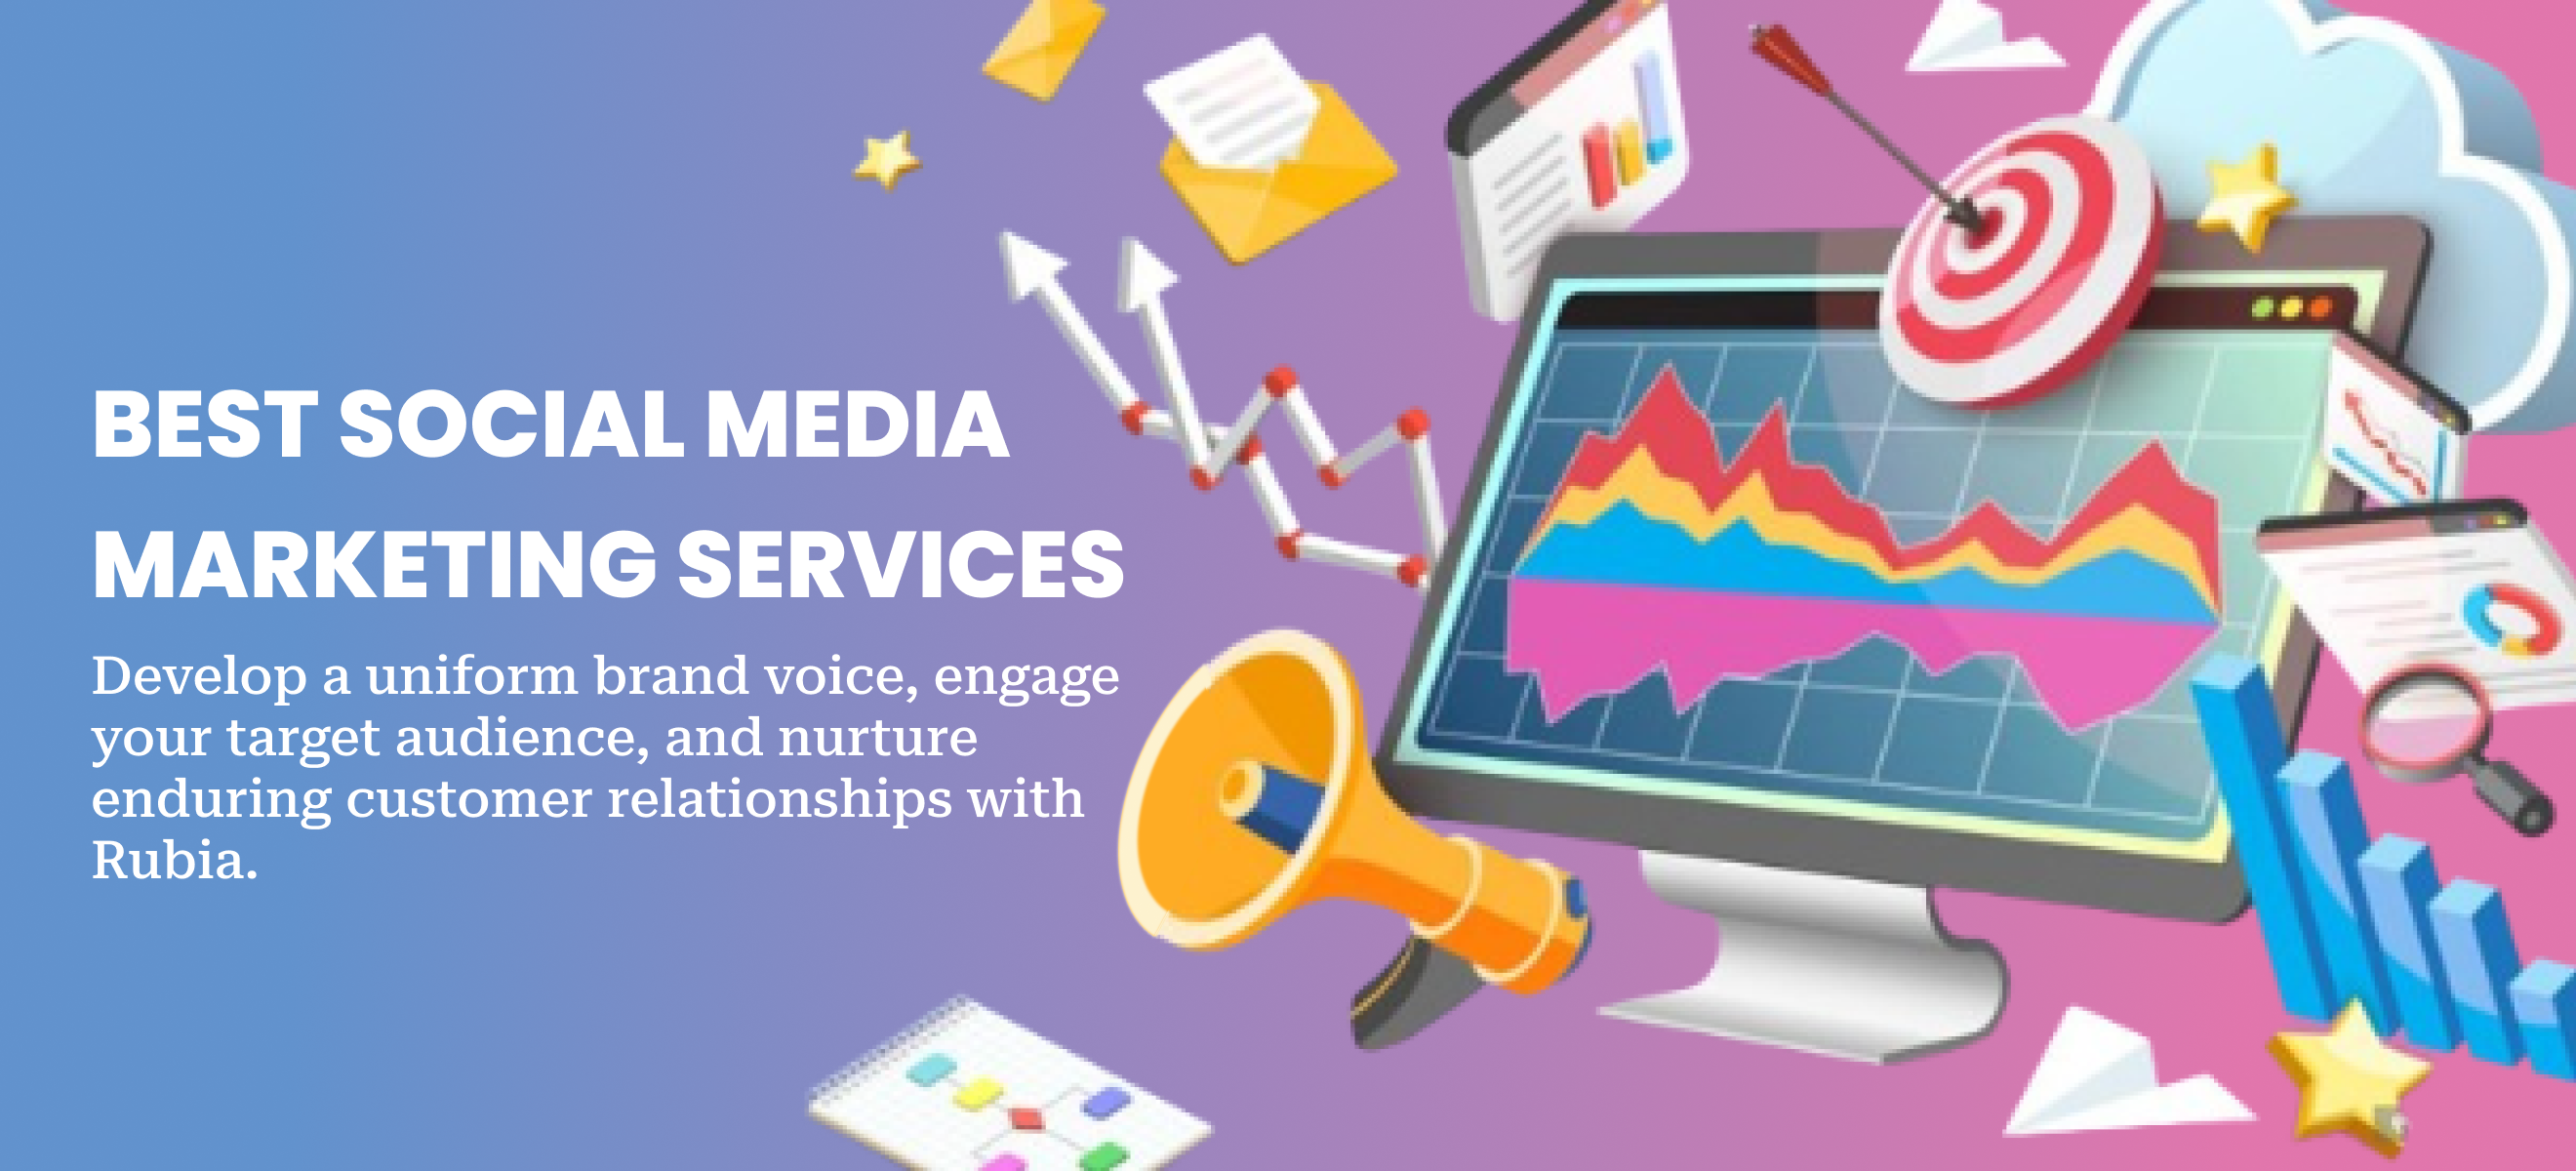 BEST SOCIAL MEDIA
MARKETING SERVICES
Develop a uniform brand voice, engage
your target audience, and nurture
enduring customer relationships with
Rubia.